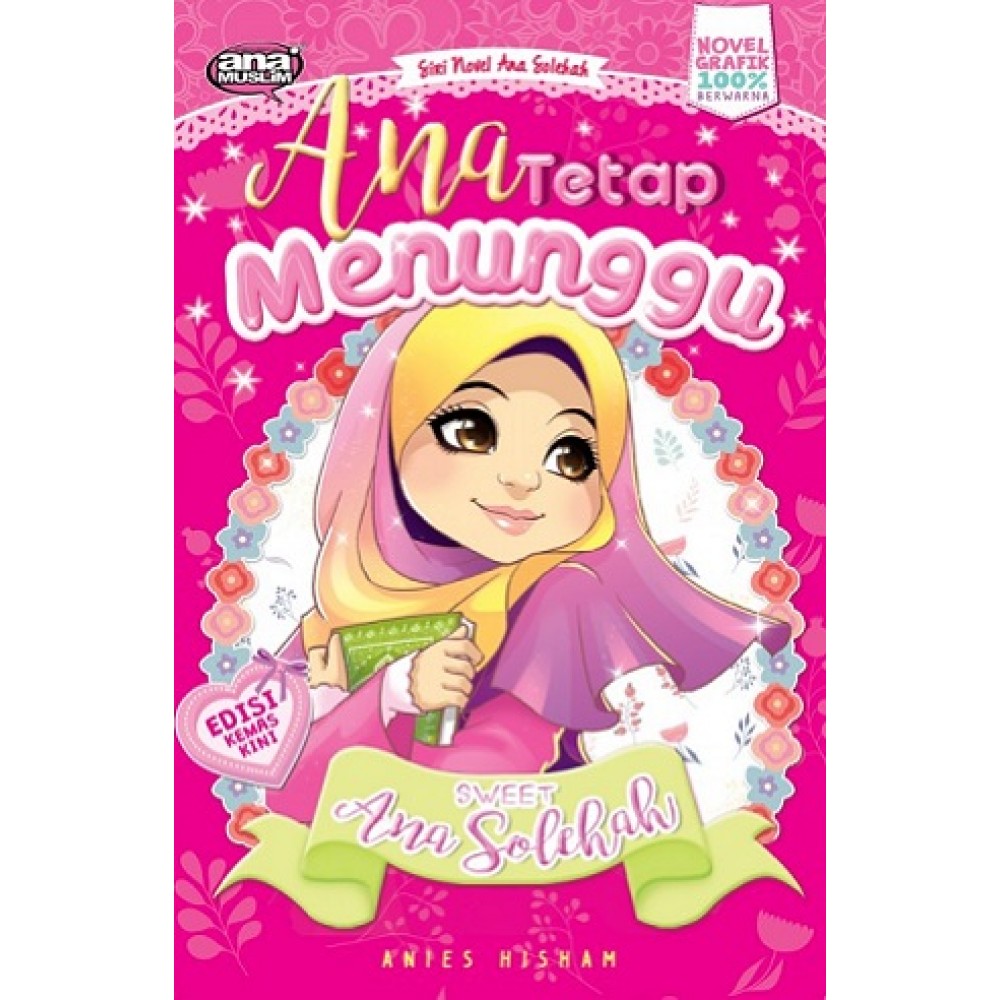 ana
MUSLiM
Siri Novel Ana Solehah
NOVEL
GRAFIK
100%
BERWARNA
Ana Tetap
Menunggu
EDISI
KEMAS
KINI
SWEET
Ana Solehah
ANIES HISHAM